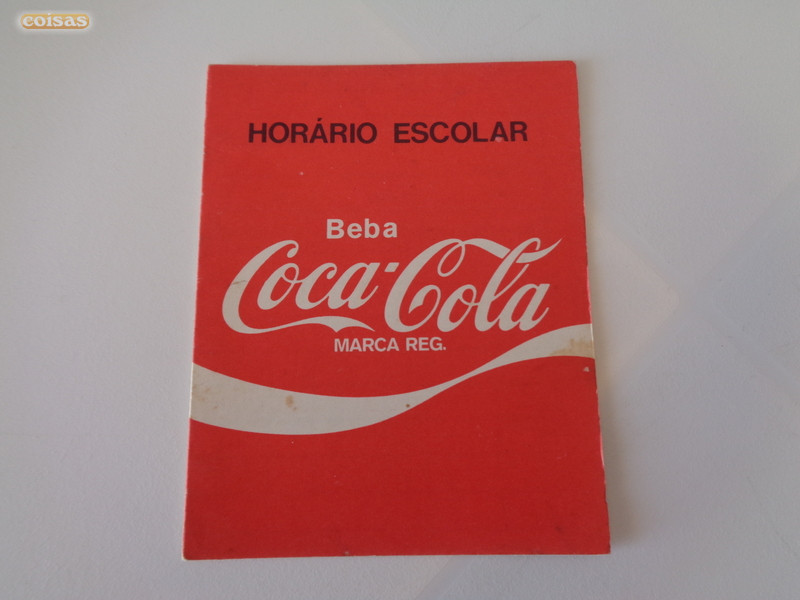 coisas
HORÁRIO ESCOLAR
Beba
Coca-Cola
MARCA REG.